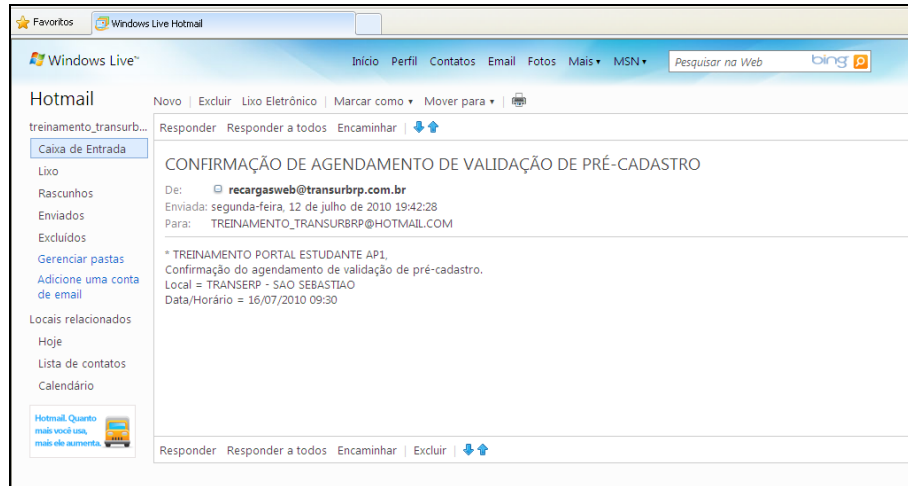 Favoritos Windows Live Hotmail
Windows Live™ Início Perfil Contatos Email Fotos Mais MSN Pesquisar na Web bing
Hotmail
Novo | Excluir Lixo Eletrônico | Marcar como Mover para |
treinamento_transurb...
Responder Responder a todos Encaminhar |
Caixa de Entrada
Lixo
Rascunhos
Enviados
Excluídos
Gerenciar pastas
Adicione uma conta
de email
Locais relacionados
Hoje
Lista de contatos
Calendário
Hotmail. Quanto
mais você usa,
mais ele aumenta.
CONFIRMAÇÃO DE AGENDAMENTO DE VALIDAÇÃO DE PRÉ-CADASTRO
De: recargasweb@transurbrp.com.br
Enviada: segunda-feira, 12 de julho de 2010 19:42:28
Para: TREINAMENTO_TRANSURBRP@HOTMAIL.COM
* TREINAMENTO PORTAL ESTUDANTE AP1,
Confirmação do agendamento de validação de pré-cadastro.
Local = TRANSERP - SAO SEBASTIAO
Data/Horário = 16/07/2010 09:30
Responder Responder a todos Encaminhar | Excluir |